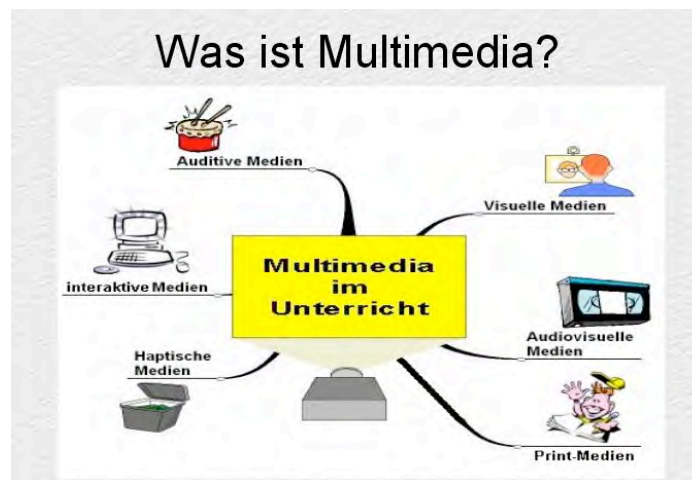 Was ist Multimedia?
Auditive Medien
Visuelle Medien
Multimedia
im
Unterricht
interaktive Medien
Audiovisuelle
Medien
Haptische
Medien
Print-Medien